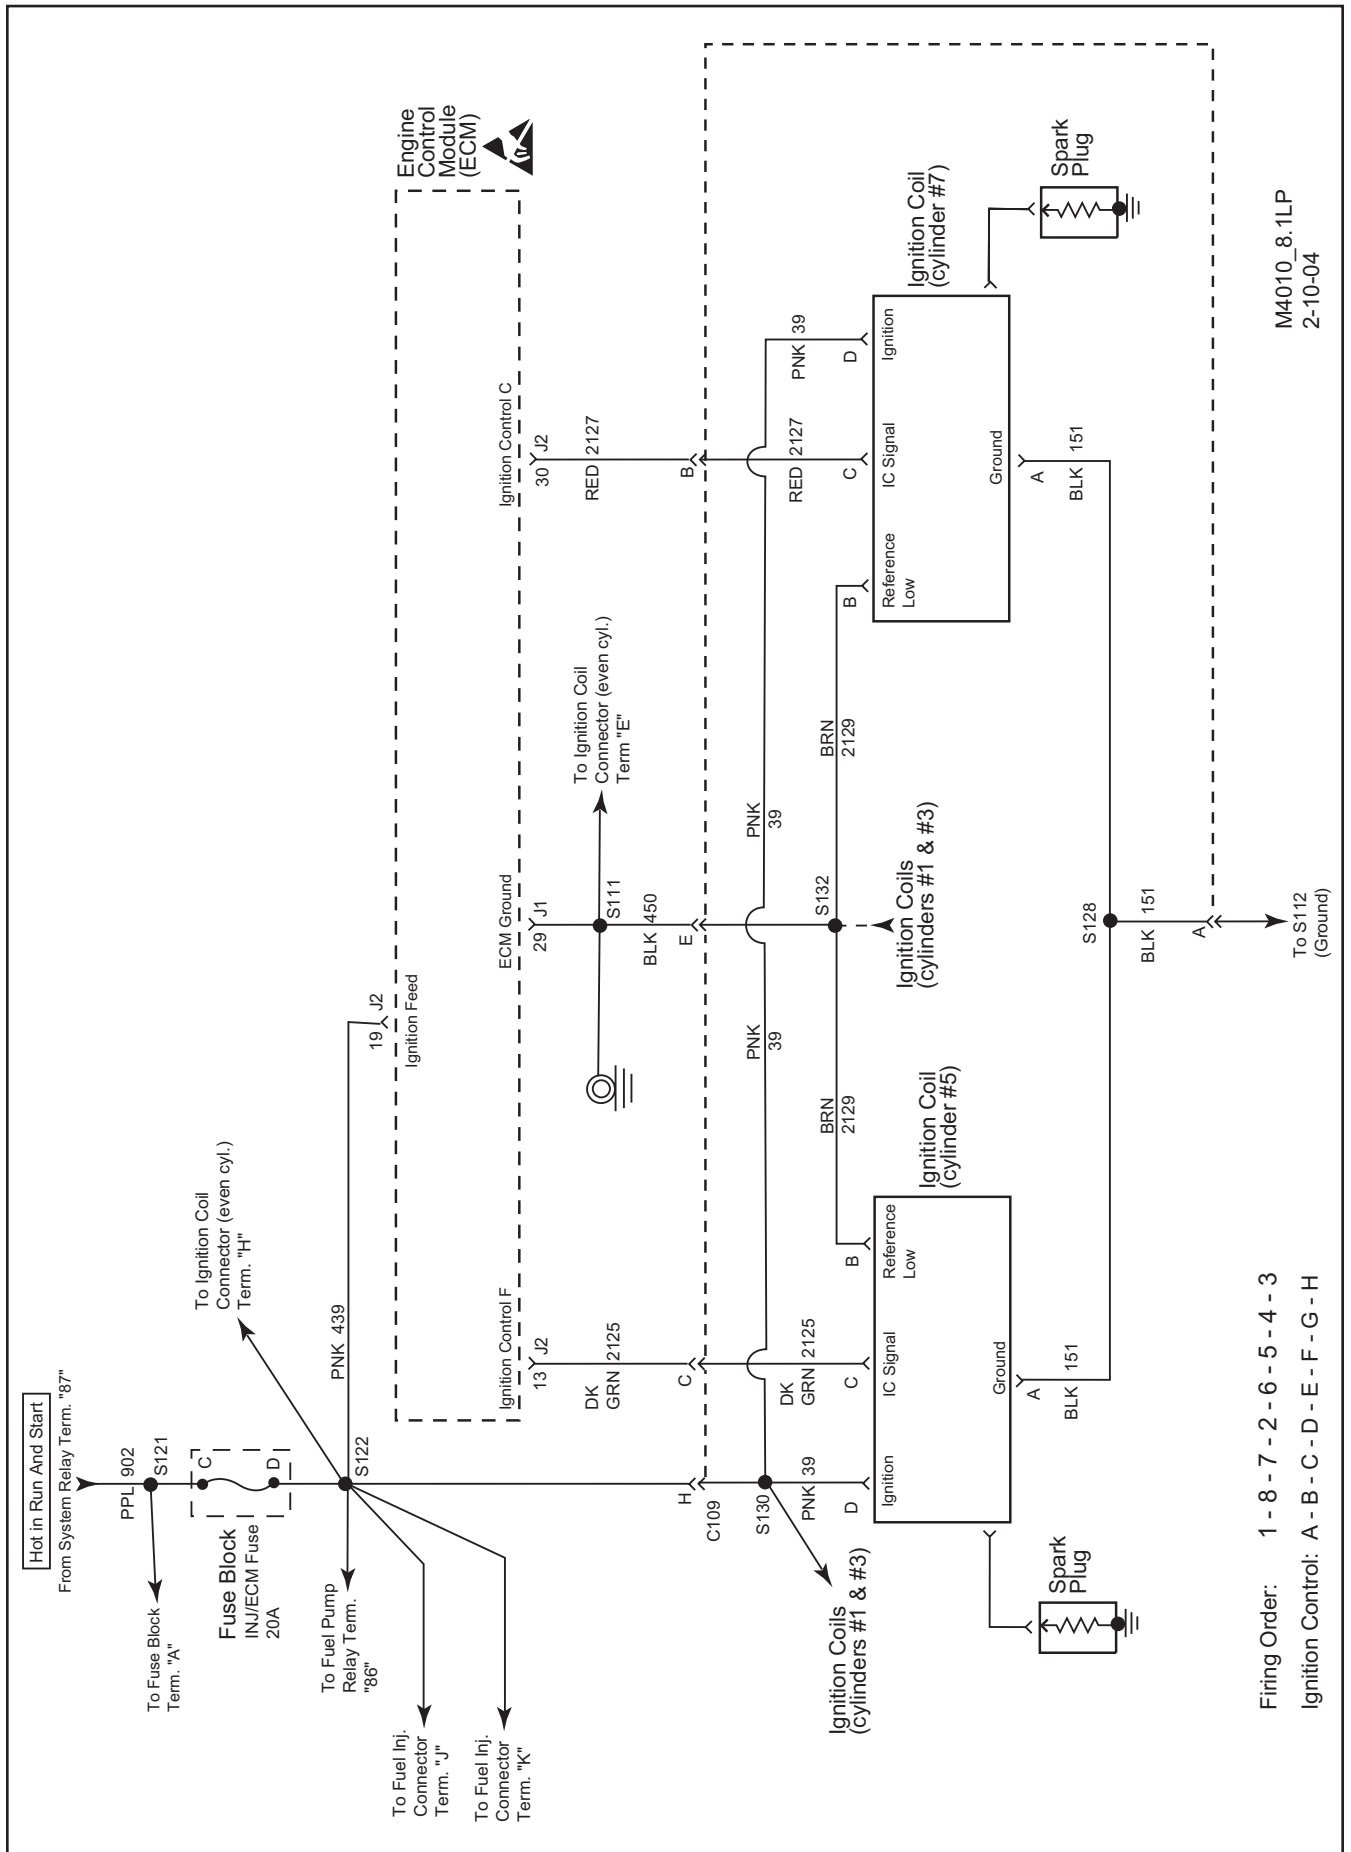 Hot in Run And Start
From System Relay Term. "87"
PPL 902
S121
To Fuse Block
Term. "A"
C
D
Fuse Block
INJ/ECM Fuse
20A
To Ignition Coil
Connector (even cyl.)
Term. "H"
S122
PNK 439
19
J2
To Fuel Pump
Relay Term.
"86"
To Fuel Inj.
Connector
Term. "J"
To Fuel Inj.
Connector
Term. "K"
Engine
Control
Module
(ECM)
Ignition Feed
Ignition Control F
ECM Ground
Ignition Control C
13
J2
29
J1
30
J2
DK
GRN 2125
S111
BLK 450
To Ignition Coil
Connector (even cyl.)
Term "E"
RED 2127
H
C
E
B
C109
S130
PNK
39
PNK
39
PNK 39
DK
GRN 2125
RED 2127
PNK 39
Ignition Coils
(cylinders #1 & #3)
BRN
2129
S132
BRN
2129
Ignition Coils
(cylinders #1 & #3)
D
C
B
B
C
D
Ignition
IC Signal
Reference
Low
Ground
Ignition Coil
(cylinder #5)
Reference
Low
IC Signal
Ignition
Ground
Ignition Coil
(cylinder #7)
Spark
Plug
Spark
Plug
A
BLK 151
A
BLK 151
S128
BLK 151
A
To S112
(Ground)
Firing Order: 1 - 8 - 7 - 2 - 6 - 5 - 4 - 3
Ignition Control: A - B - C - D - E - F - G - H
M4010_8.1LP
2-10-04